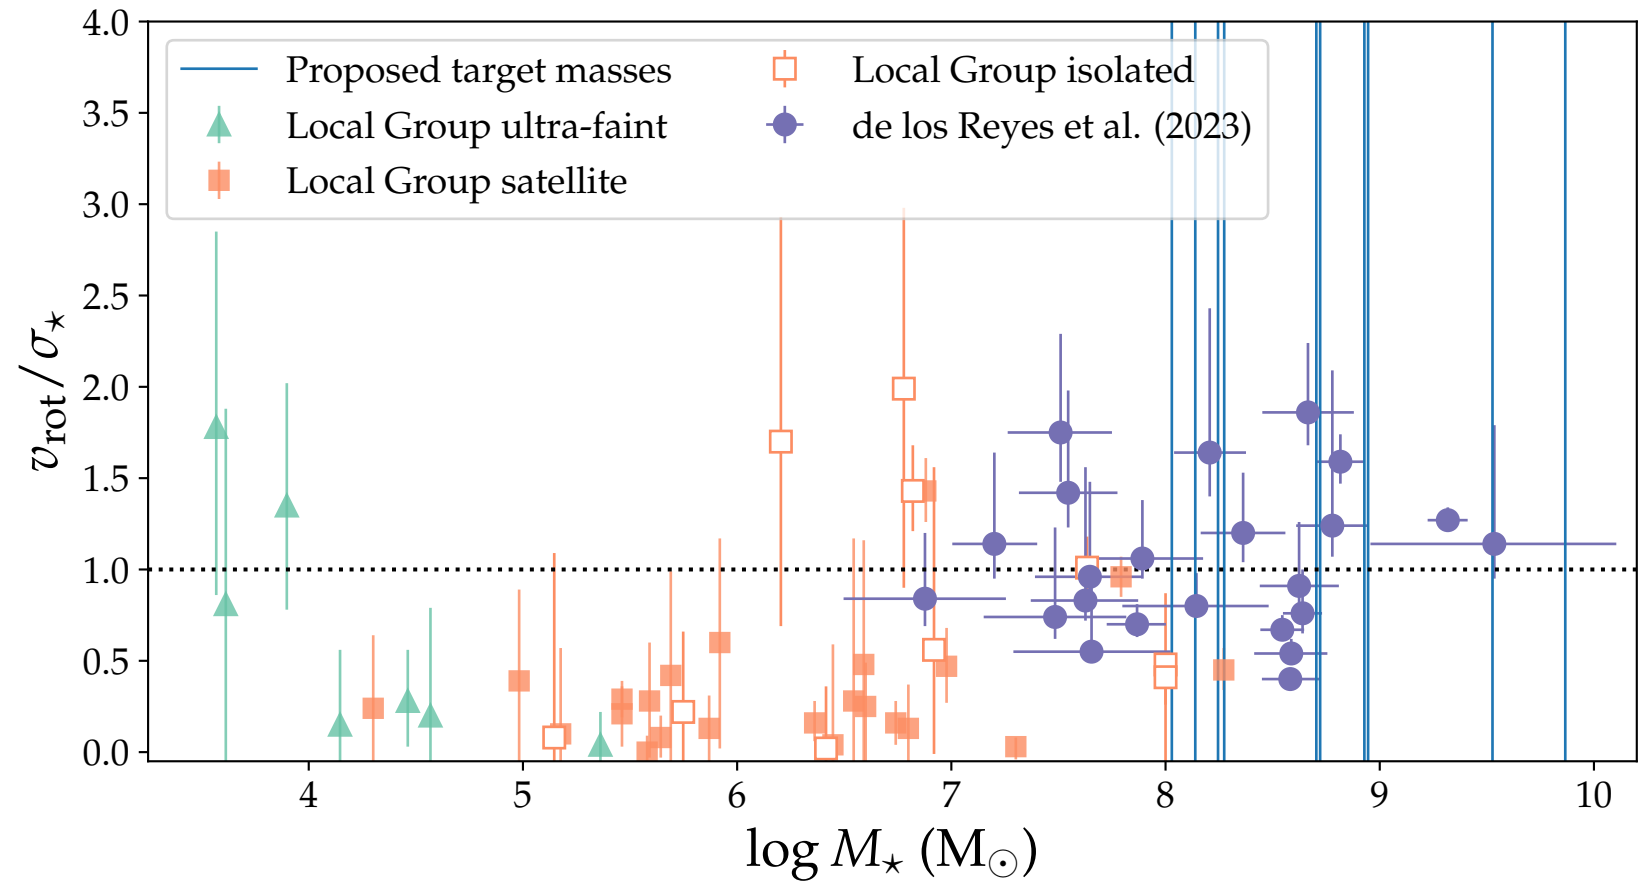 4.0
3.5
3.0
2.5
2.0
1.5
1.0
0.5
0.0
v_rot / σ_⋆
Proposed target masses
Local Group ultra-faint
Local Group satellite
Local Group isolated
de los Reyes et al. (2023)
4 5 6 7 8 9 10
log M_⋆ (M_⊙)